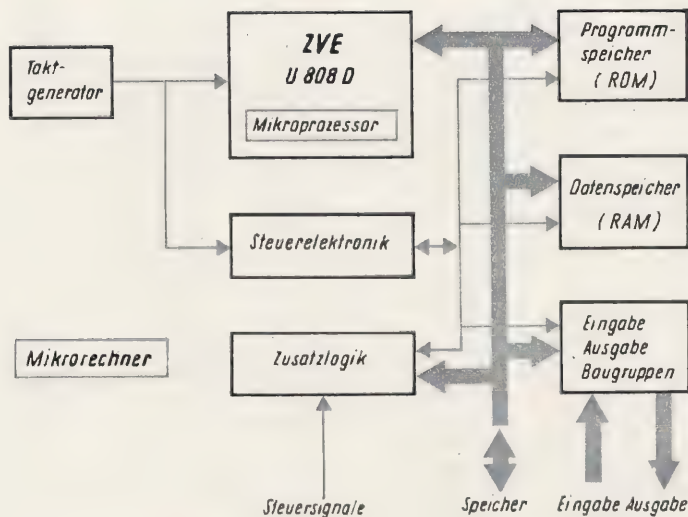 Takt-
generator
ZVE
U 808 D
Mikroprozessor
Programm-
speicher
(ROM)
Datenspeicher
(RAM)
Steuerelektronik
Mikrorechner
Zusatzlogik
Eingabe
Ausgabe
Baugruppen
Steuersignale
Speicher
Eingabe Ausgabe